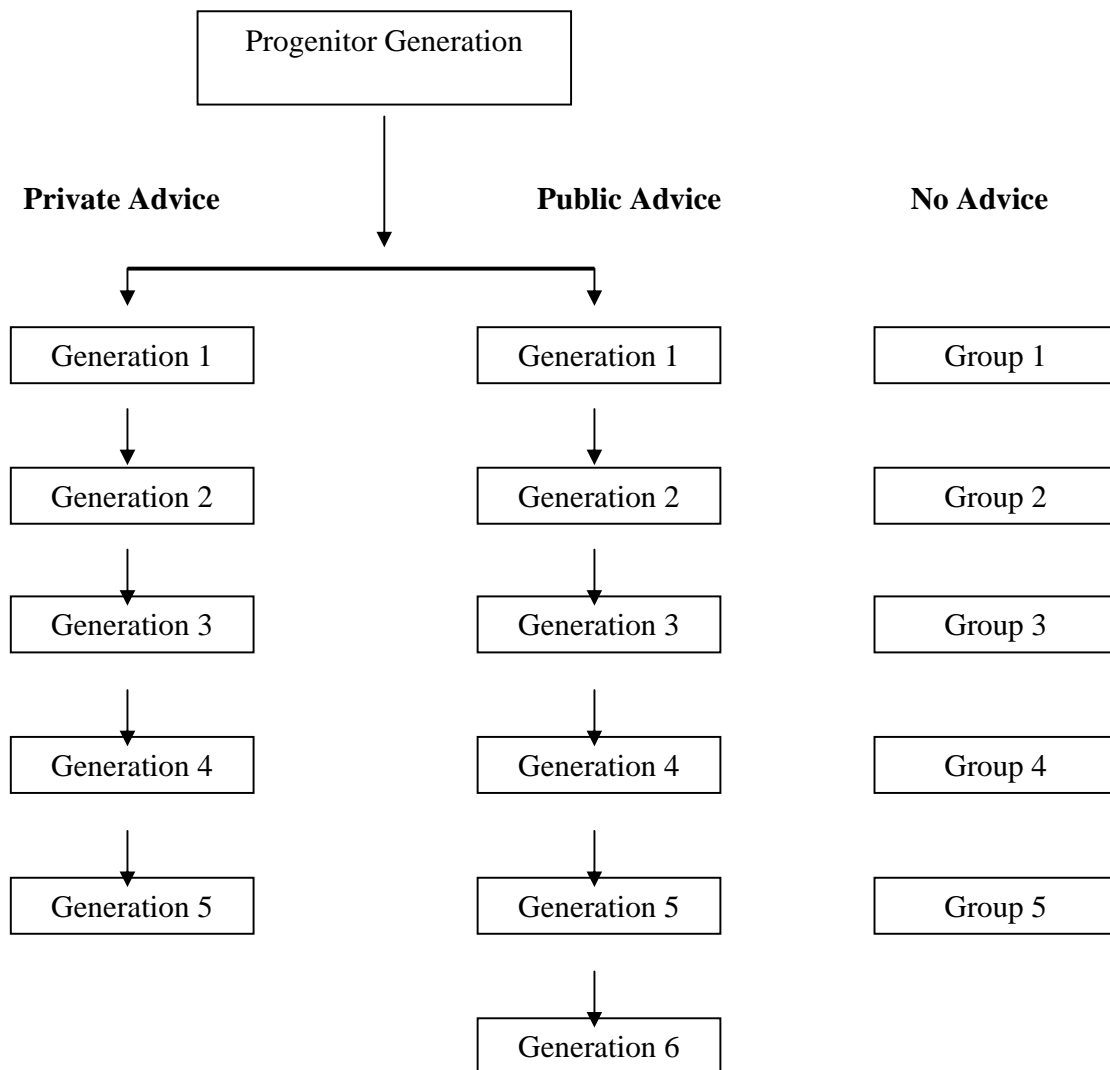 Progenitor Generation
Private Advice
Public Advice
No Advice
Generation 1
Generation 1
Group 1
Generation 2
Generation 2
Group 2
Generation 3
Generation 3
Group 3
Generation 4
Generation 4
Group 4
Generation 5
Generation 5
Group 5
Generation 6